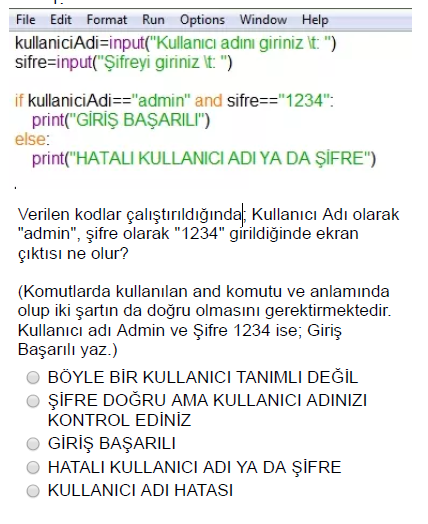 File Edit Format Run Options Window Help
kullaniciAdi=input("Kullanıcı adını giriniz \t: ")
sifre=input("Şifreyi giriniz \t: ")
if kullaniciAdi=="admin" and sifre=="1234":
print("GİRİŞ BAŞARILI")
else:
print("HATALI KULLANICI ADI YA DA ŞİFRE")
Verilen kodlar çalıştırıldığında; Kullanıcı Adı olarak
"admin", şifre olarak "1234" girildiğinde ekran
çıktısı ne olur?
(Komutlarda kullanılan and komutu ve anlamında
olup iki şartın da doğru olmasını gerektirmektedir.
Kullanıcı adı Admin ve Şifre 1234 ise; Giriş
Başarılı yaz.)
BÖYLE BİR KULLANICI TANIMLI DEĞİL
ŞİFRE DOĞRU AMA KULLANICI ADINIZI
KONTROL EDİNİZ
GİRİŞ BAŞARILI
HATALI KULLANICI ADI YA DA ŞİFRE
KULLANICI ADI HATASI